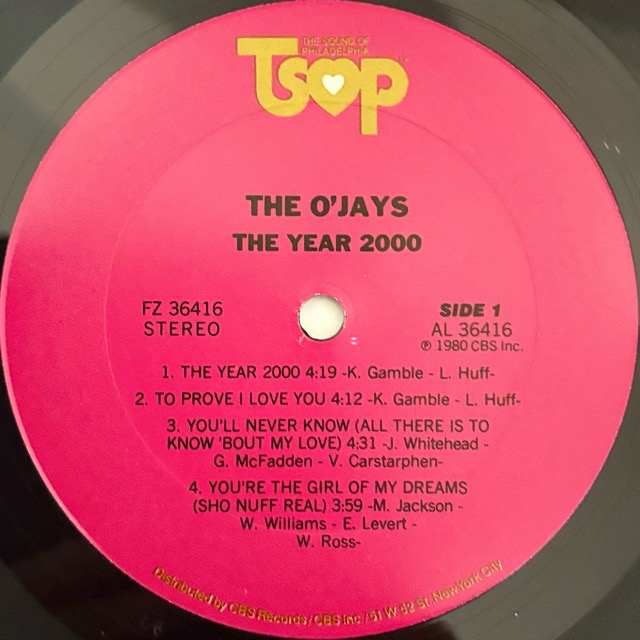 THE SOUND OF
PHILADELPHIA
TSOP
THE O'JAYS
THE YEAR 2000
FZ 36416
STEREO
SIDE 1
AL 36416
℗ 1980 CBS Inc.
1. THE YEAR 2000 4:19 -K. Gamble - L. Huff-
2. TO PROVE I LOVE YOU 4:12 -K. Gamble - L. Huff-
3. YOU'LL NEVER KNOW (ALL THERE IS TO
KNOW 'BOUT MY LOVE) 4:31 -J. Whitehead -
G. McFadden - V. Carstarphen-
4. YOU'RE THE GIRL OF MY DREAMS
(SHO NUFF REAL) 3:59 -M. Jackson -
W. Williams - E. Levert -
W. Ross-
Distributed by CBS Records/CBS Inc./51 W 52 St. New York City